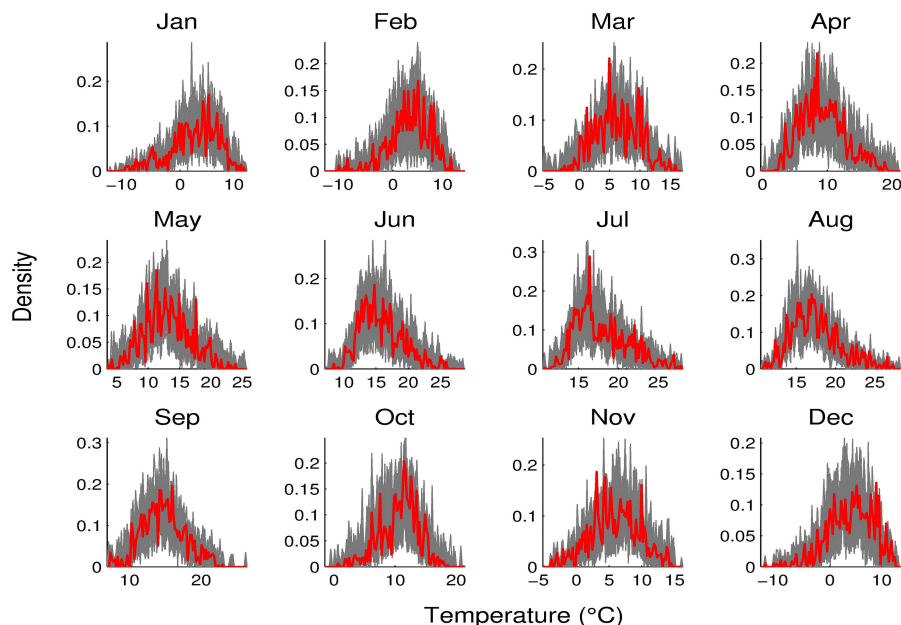 Jan Feb Mar Apr
0.2 0.1 0 −10 0 10
0.2 0.15 0.1 0.05 0 −10 0 10
0.2 0.1 0 −5 0 5 10 15
0.2 0.15 0.1 0.05 0 0 10 20
May Jun Jul Aug
0.2 0.15 0.1 0.05 0 5 10 15 20 25
0.2 0.1 0 10 15 20 25
0.3 0.2 0.1 0 15 20 25
0.3 0.2 0.1 0 15 20 25
Density
Sep Oct Nov Dec
0.3 0.2 0.1 0 10 20
0.2 0.15 0.1 0.05 0 0 10 20
0.2 0.1 0 −5 0 5 10 15
0.2 0.15 0.1 0.05 0 −10 0 10
Temperature (°C)